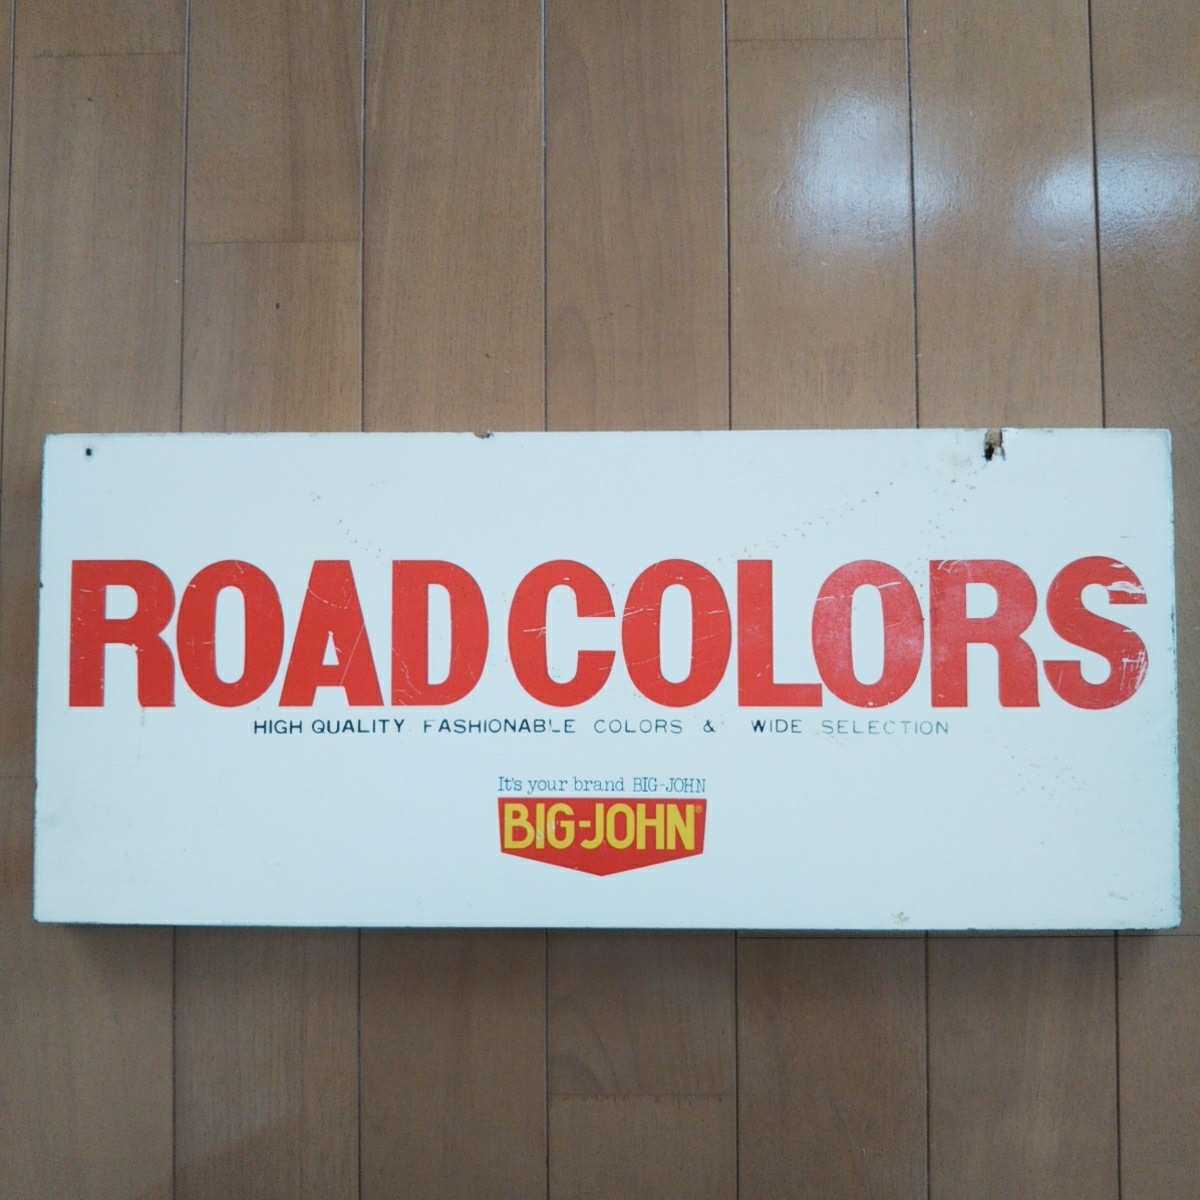 ROAD COLORS
HIGH QUALITY FASHIONABLE COLORS & WIDE SELECTION
It's your brand BIG-JOHN
BIG-JOHN®